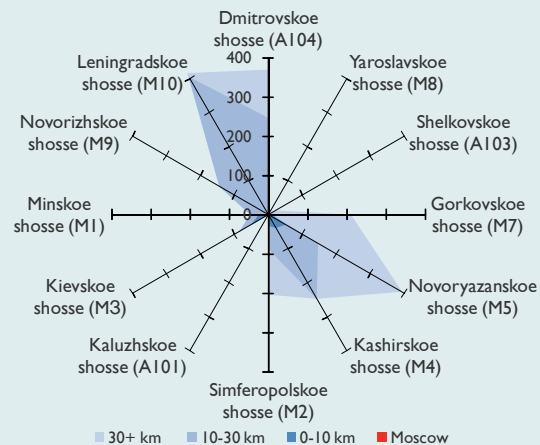 Dmitrovskoe
shosse (A104)
Yaroslavskoe
shosse (M8)
Shelkovskoe
shosse (A103)
Gorkovskoe
shosse (M7)
Novoryazanskoe
shosse (M5)
Kashirskoe
shosse (M4)
Simferopolskoe
shosse (M2)
Kaluzhskoe
shosse (A101)
Kievskoe
shosse (M3)
Minskoe
shosse (M1)
Novorizhskoe
shosse (M9)
Leningradskoe
shosse (M10)
400
300
200
100
0
30+ km
10-30 km
0-10 km
Moscow